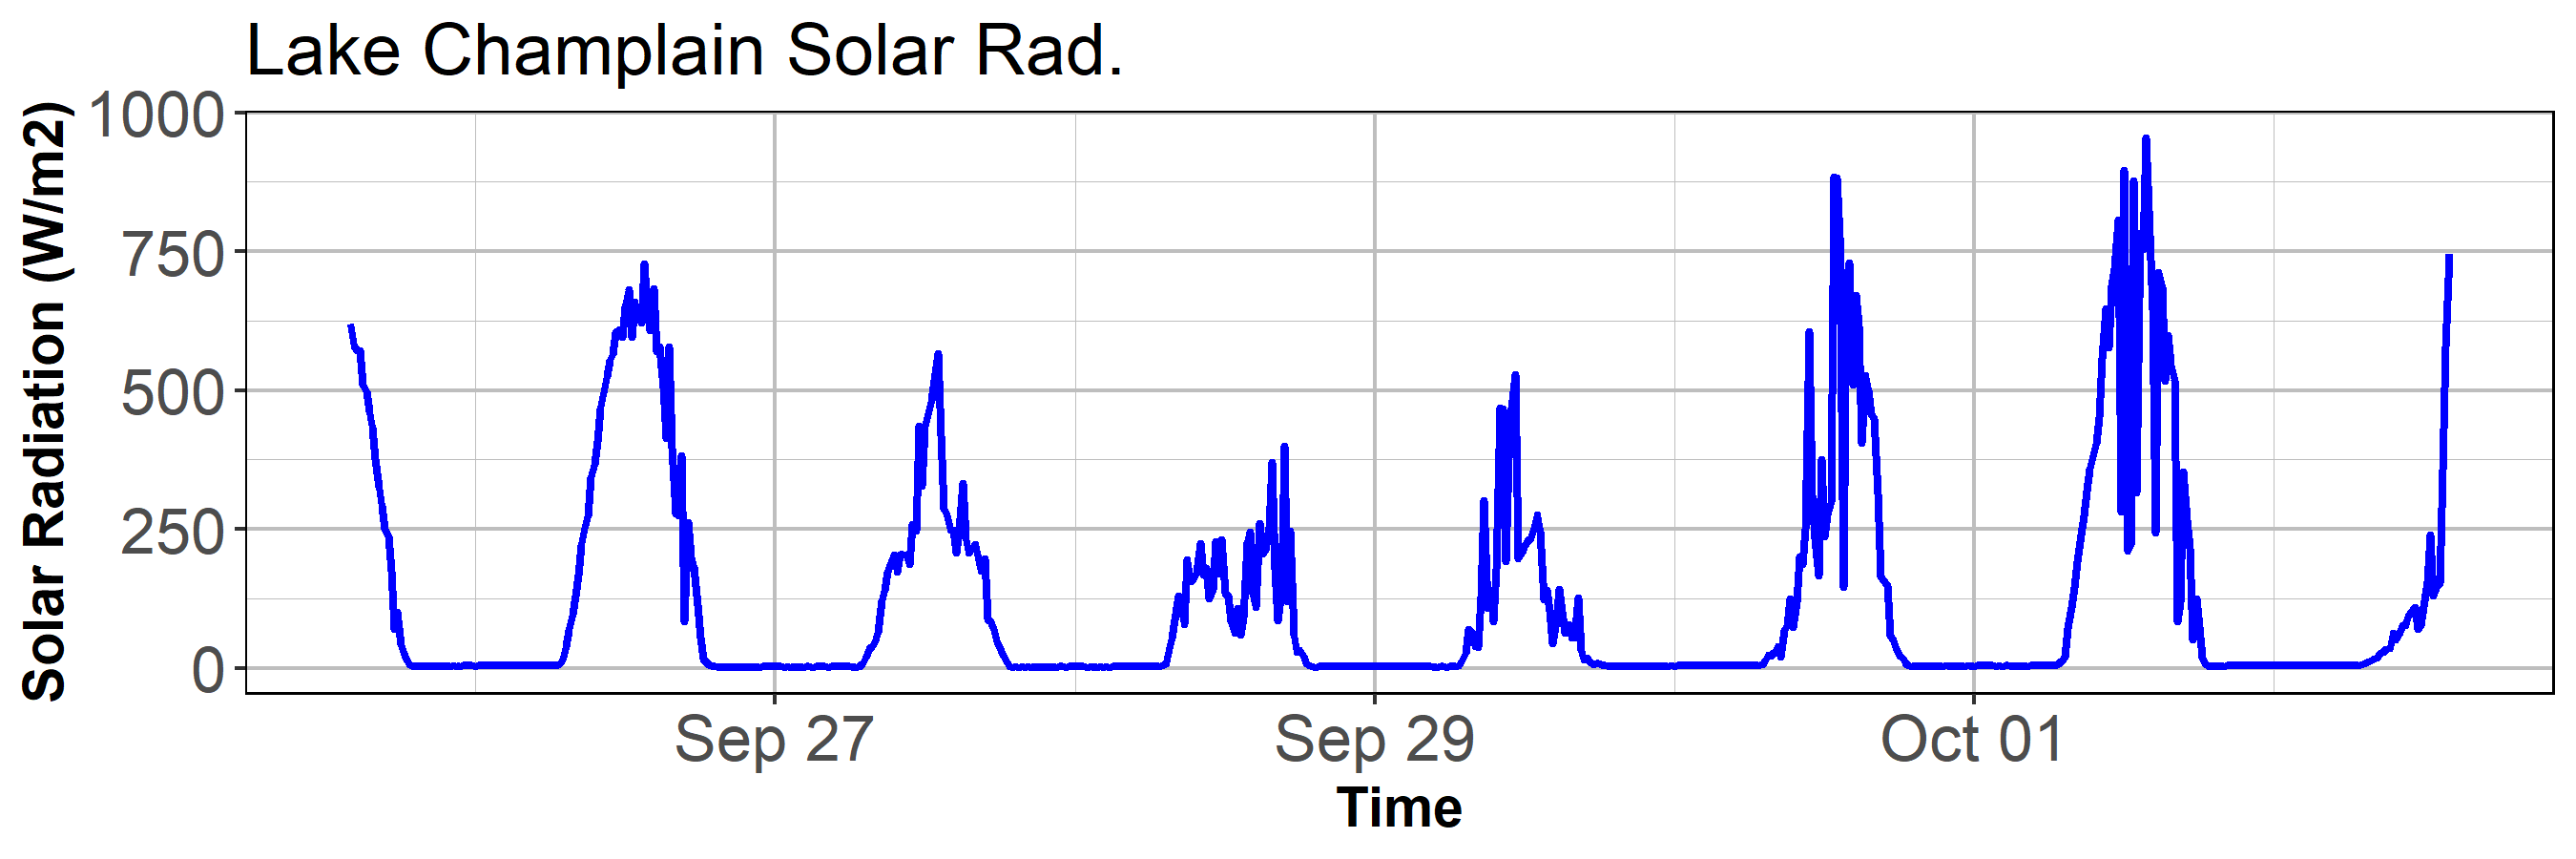 Lake Champlain Solar Rad.
Solar Radiation (W/m2)
1000
750
500
250
0
Sep 27
Sep 29
Oct 01
Time